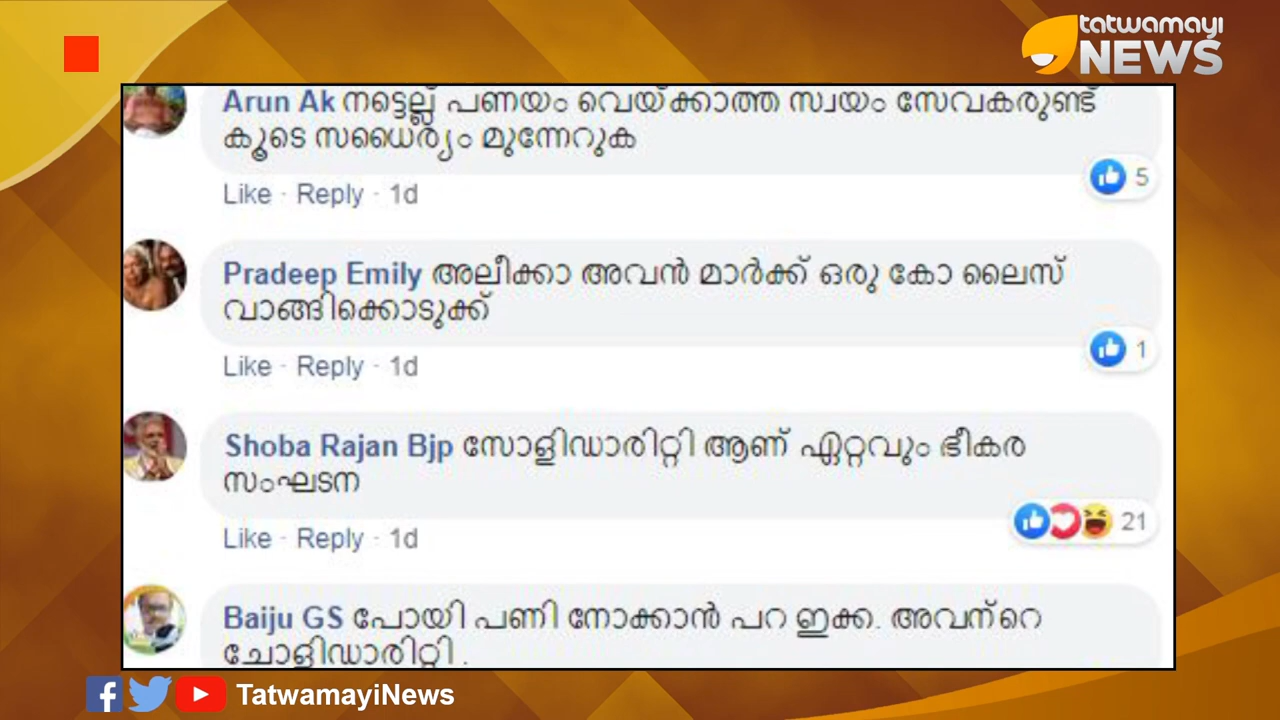 tatwamayi
NEWS
Arun Ak നട്ടെല്ല് പണയം വെയ്ക്കാത്ത സ്വയം സേവകരുണ്ട്
കൂടെ സധൈര്യം മുന്നേറുക
Like · Reply · 1d
5
Pradeep Emily അലീക്കാ അവൻ മാർക്ക് ഒരു കോ ലൈസ്
വാങ്ങിക്കൊടുക്ക്
Like · Reply · 1d
1
Shoba Rajan Bjp സോളിഡാരിറ്റി ആണ് ഏറ്റവും ഭീകര
സംഘടന
Like · Reply · 1d
21
Baiju GS പോയി പണി നോക്കാൻ പറ ഇക്ക. അവന്റെ
ചോളിഡാരിറ്റി .
TatwamayiNews